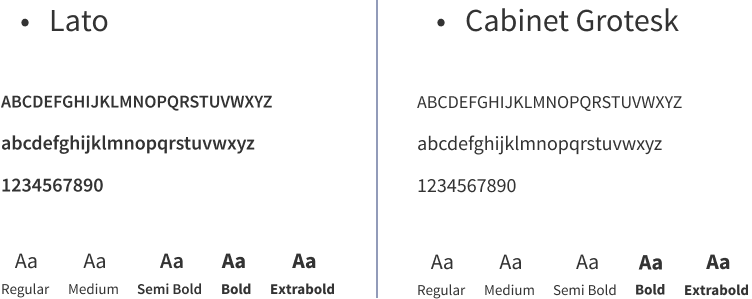 • Lato
ABCDEFGHIJKLMNOPQRSTUVWXYZ
abcdefghijklmnopqrstuvwxyz
1234567890
Aa Aa Aa Aa Aa
Regular Medium Semi Bold Bold Extrabold
• Cabinet Grotesk
ABCDEFGHIJKLMNOPQRSTUVWXYZ
abcdefghijklmnopqrstuvwxyz
1234567890
Aa Aa Aa Aa Aa
Regular Medium Semi Bold Bold Extrabold